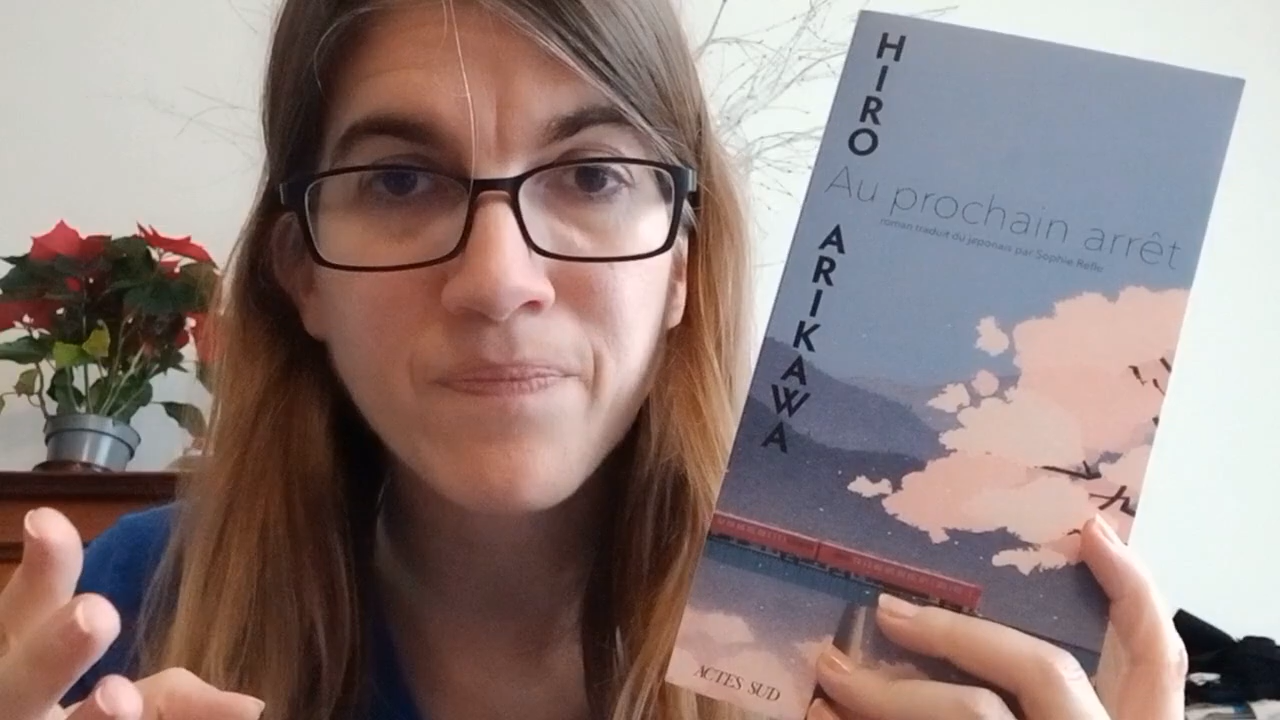 HIRO ARIKAWA
Au prochain arrêt
roman traduit du japonais par Sophie Refle
ACTES SUD